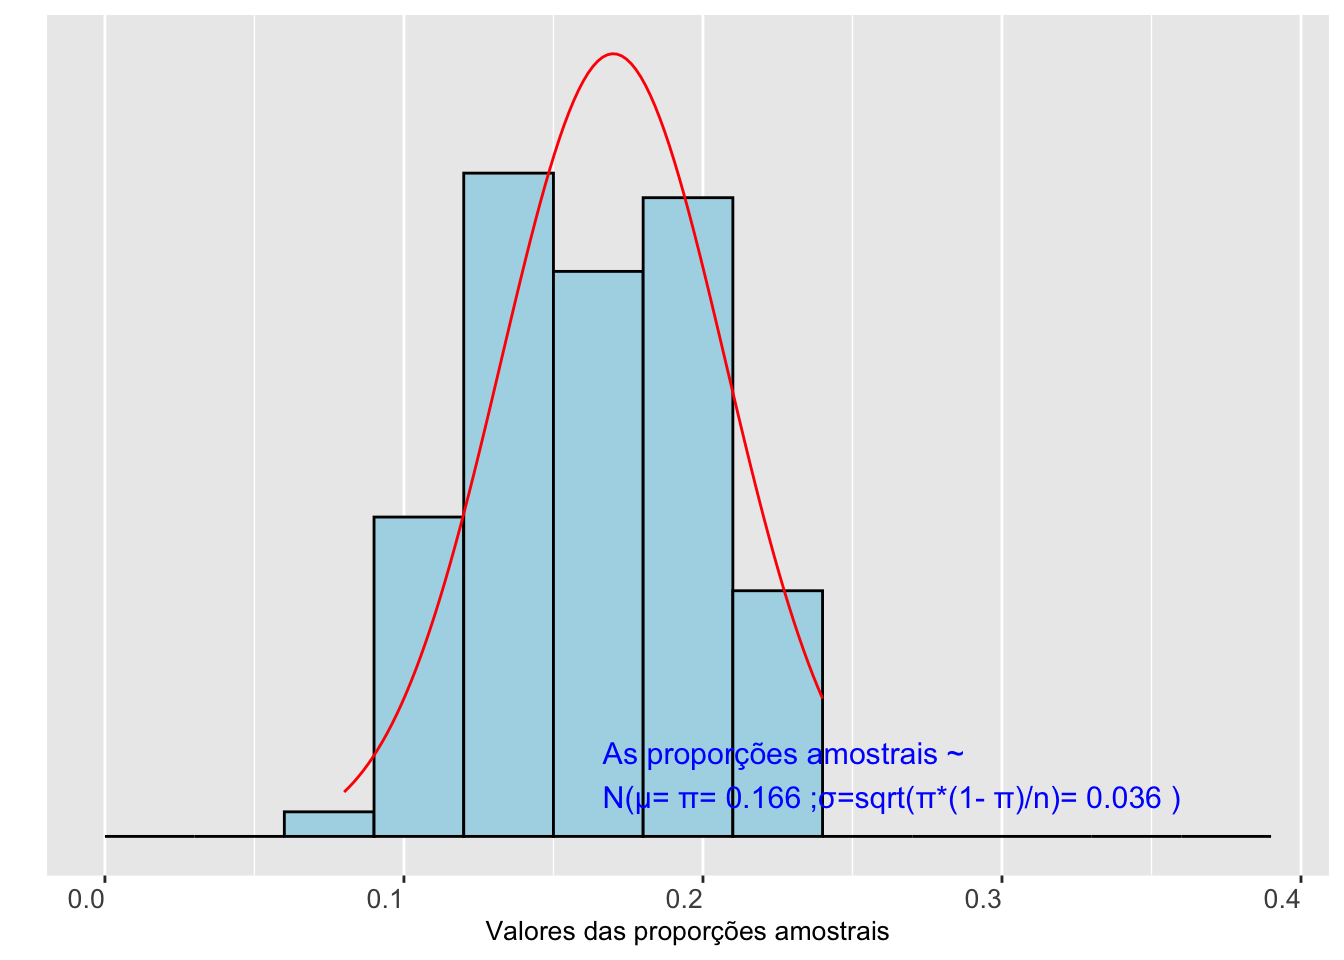 As proporções amostrais ~
N(μ= π= 0.166 ;σ=sqrt(π*(1- π)/n)= 0.036 )
0.0 0.1 0.2 0.3 0.4
Valores das proporções amostrais